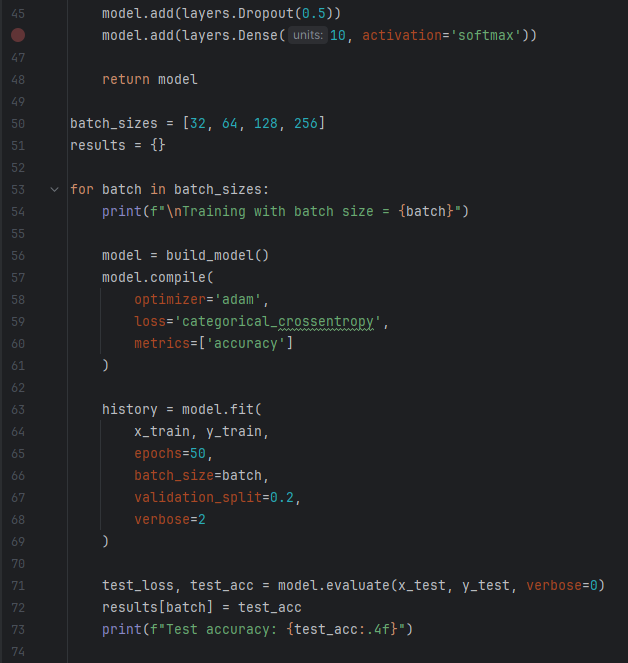 45 model.add(layers.Dropout(0.5))
model.add(layers.Dense( units: 10, activation='softmax'))
47
48 return model
49
50 batch_sizes = [32, 64, 128, 256]
51 results = {}
52
53 for batch in batch_sizes:
54 print(f"\nTraining with batch size = {batch}")
55
56 model = build_model()
57 model.compile(
58 optimizer='adam',
59 loss='categorical_crossentropy',
60 metrics=['accuracy']
61 )
62
63 history = model.fit(
64 x_train, y_train,
65 epochs=50,
66 batch_size=batch,
67 validation_split=0.2,
68 verbose=2
69 )
70
71 test_loss, test_acc = model.evaluate(x_test, y_test, verbose=0)
72 results[batch] = test_acc
73 print(f"Test accuracy: {test_acc:.4f}")
74